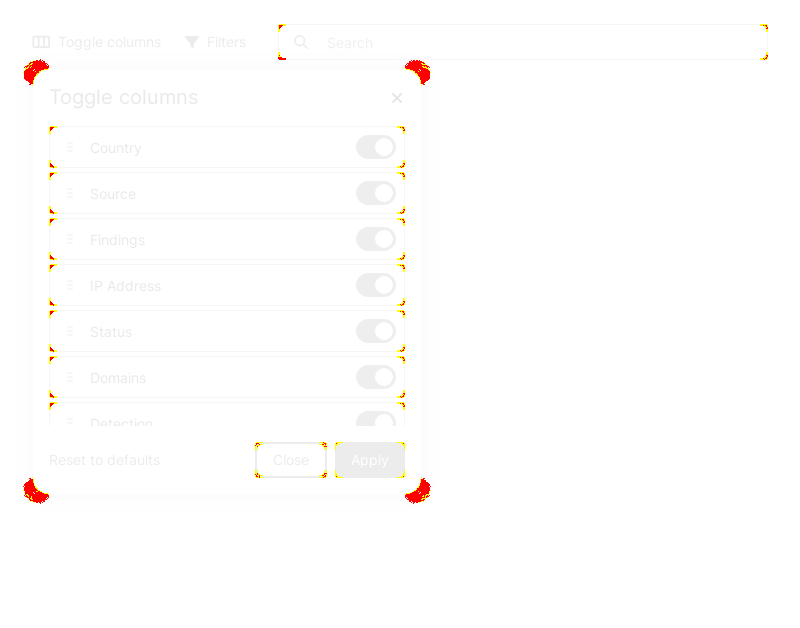 Toggle columns
Filters
Search
Toggle columns
Country
Source
Findings
IP Address
Status
Domains
Detection
Reset to defaults
Close
Apply